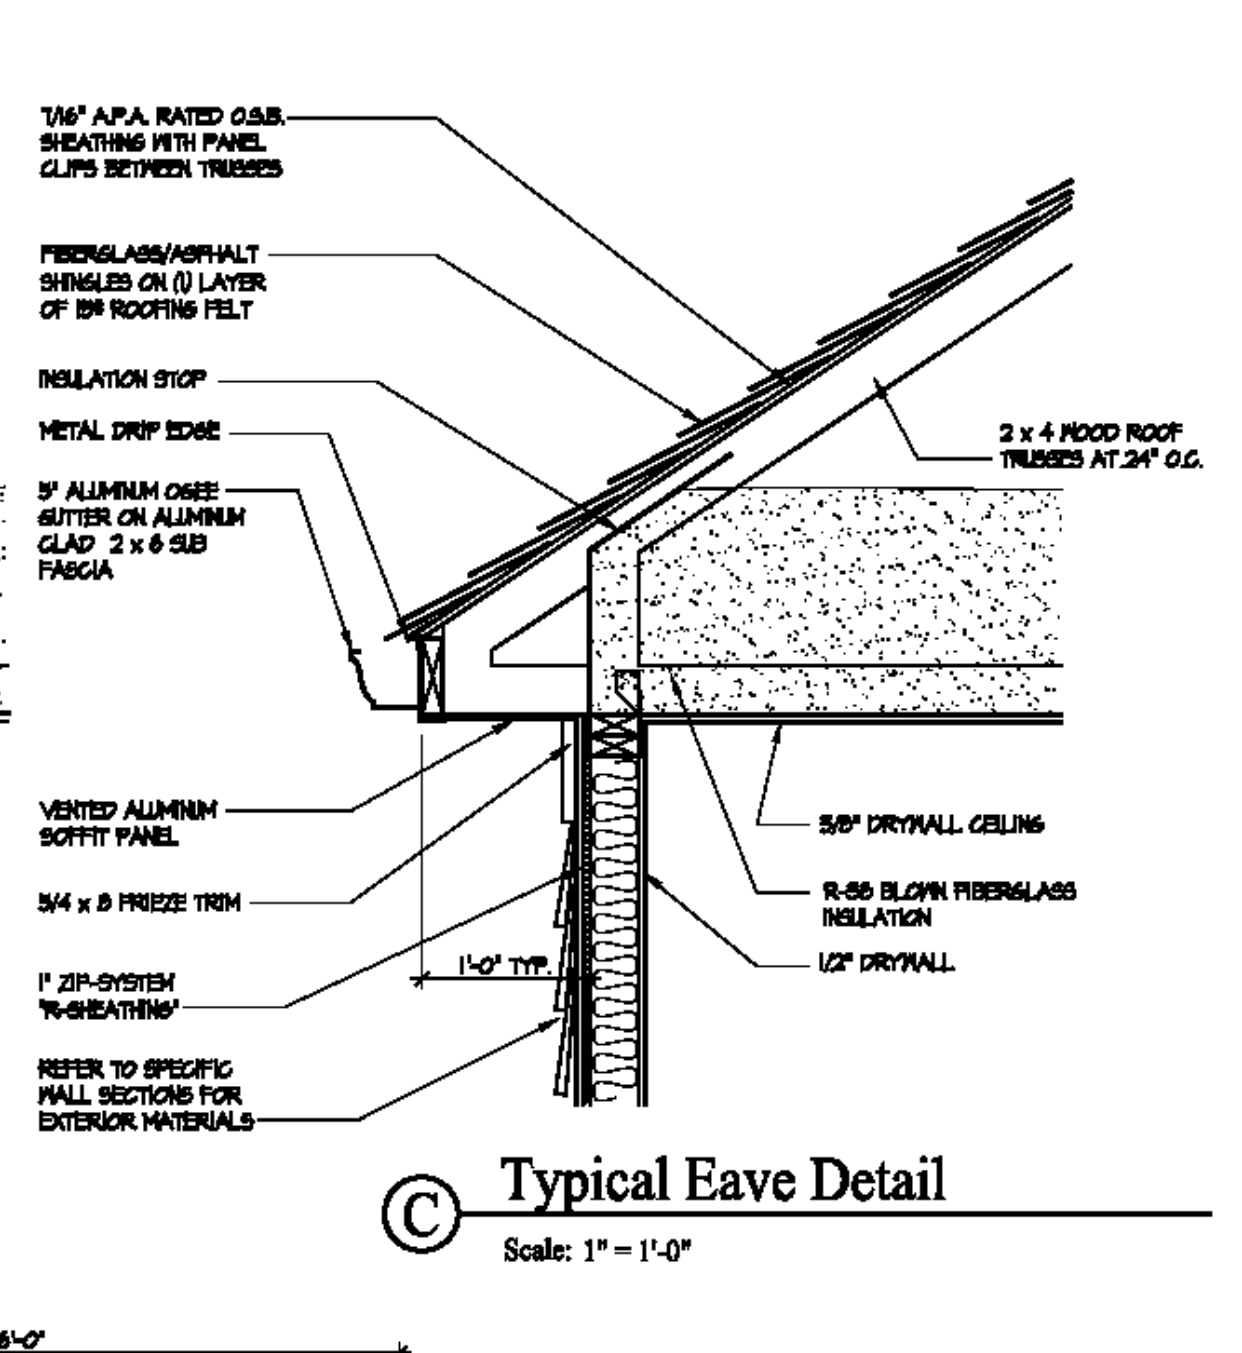 7/16" A.P.A. RATED O.S.B.
SHEATHING WITH PANEL
CLIPS BETWEEN TRUSSES
FIBERGLASS/ASPHALT
SHINGLES ON (1) LAYER
OF 15# ROOFING FELT
INSULATION STOP
METAL DRIP EDGE
5" ALUMINUM OGEE
GUTTER ON ALUMINUM
CLAD 2 x 6 SUB
FASCIA
2 x 4 WOOD ROOF
TRUSSES AT 24" O.C.
VENTED ALUMINUM
SOFFIT PANEL
5/4 x 8 FRIEZE TRIM
1" ZIP-SYSTEM
"R-SHEATHING"
REFER TO SPECIFIC
WALL SECTIONS FOR
EXTERIOR MATERIALS
1'-0" TYP.
5/8" DRYWALL CEILING
BLOWN FIBERGLASS
INSULATION
1/2" DRYWALL
C
Typical Eave Detail
Scale: 1" = 1'-0"
6'-0"